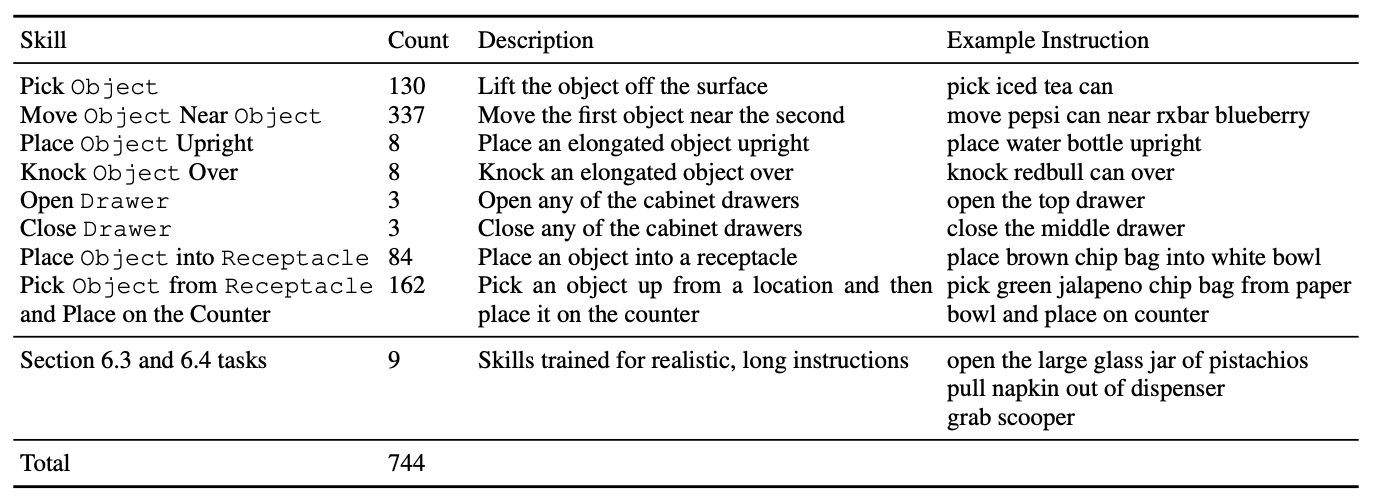 Skill Count Description Example Instruction
Pick Object 130 Lift the object off the surface pick iced tea can
Move Object Near Object 337 Move the first object near the second move pepsi can near rxbar blueberry
Place Object Upright 8 Place an elongated object upright place water bottle upright
Knock Object Over 8 Knock an elongated object over knock redbull can over
Open Drawer 3 Open any of the cabinet drawers open the top drawer
Close Drawer 3 Close any of the cabinet drawers close the middle drawer
Place Object into Receptacle 84 Place an object into a receptacle place brown chip bag into white bowl
Pick Object from Receptacle 162 Pick an object up from a location and then pick green jalapeno chip bag from paper
and Place on the Counter place it on the counter bowl and place on counter
Section 6.3 and 6.4 tasks 9 Skills trained for realistic, long instructions open the large glass jar of pistachios
pull napkin out of dispenser
grab scooper
Total 744